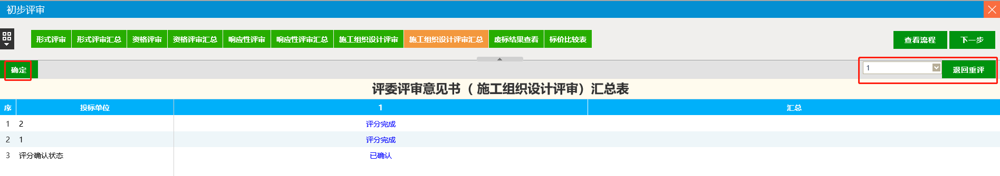 初步评审
形式评审 形式评审汇总 资格评审 资格评审汇总 响应性评审 响应性评审汇总 施工组织设计评审 施工组织设计评审汇总 废标结果查看 标价比较表 查看流程 下一步
确定 1 退回重评
评委评审意见书（ 施工组织设计评审）汇总表
序 投标单位 1 汇总
1 2 评分完成
2 1 评分完成
3 评分确认状态 已确认